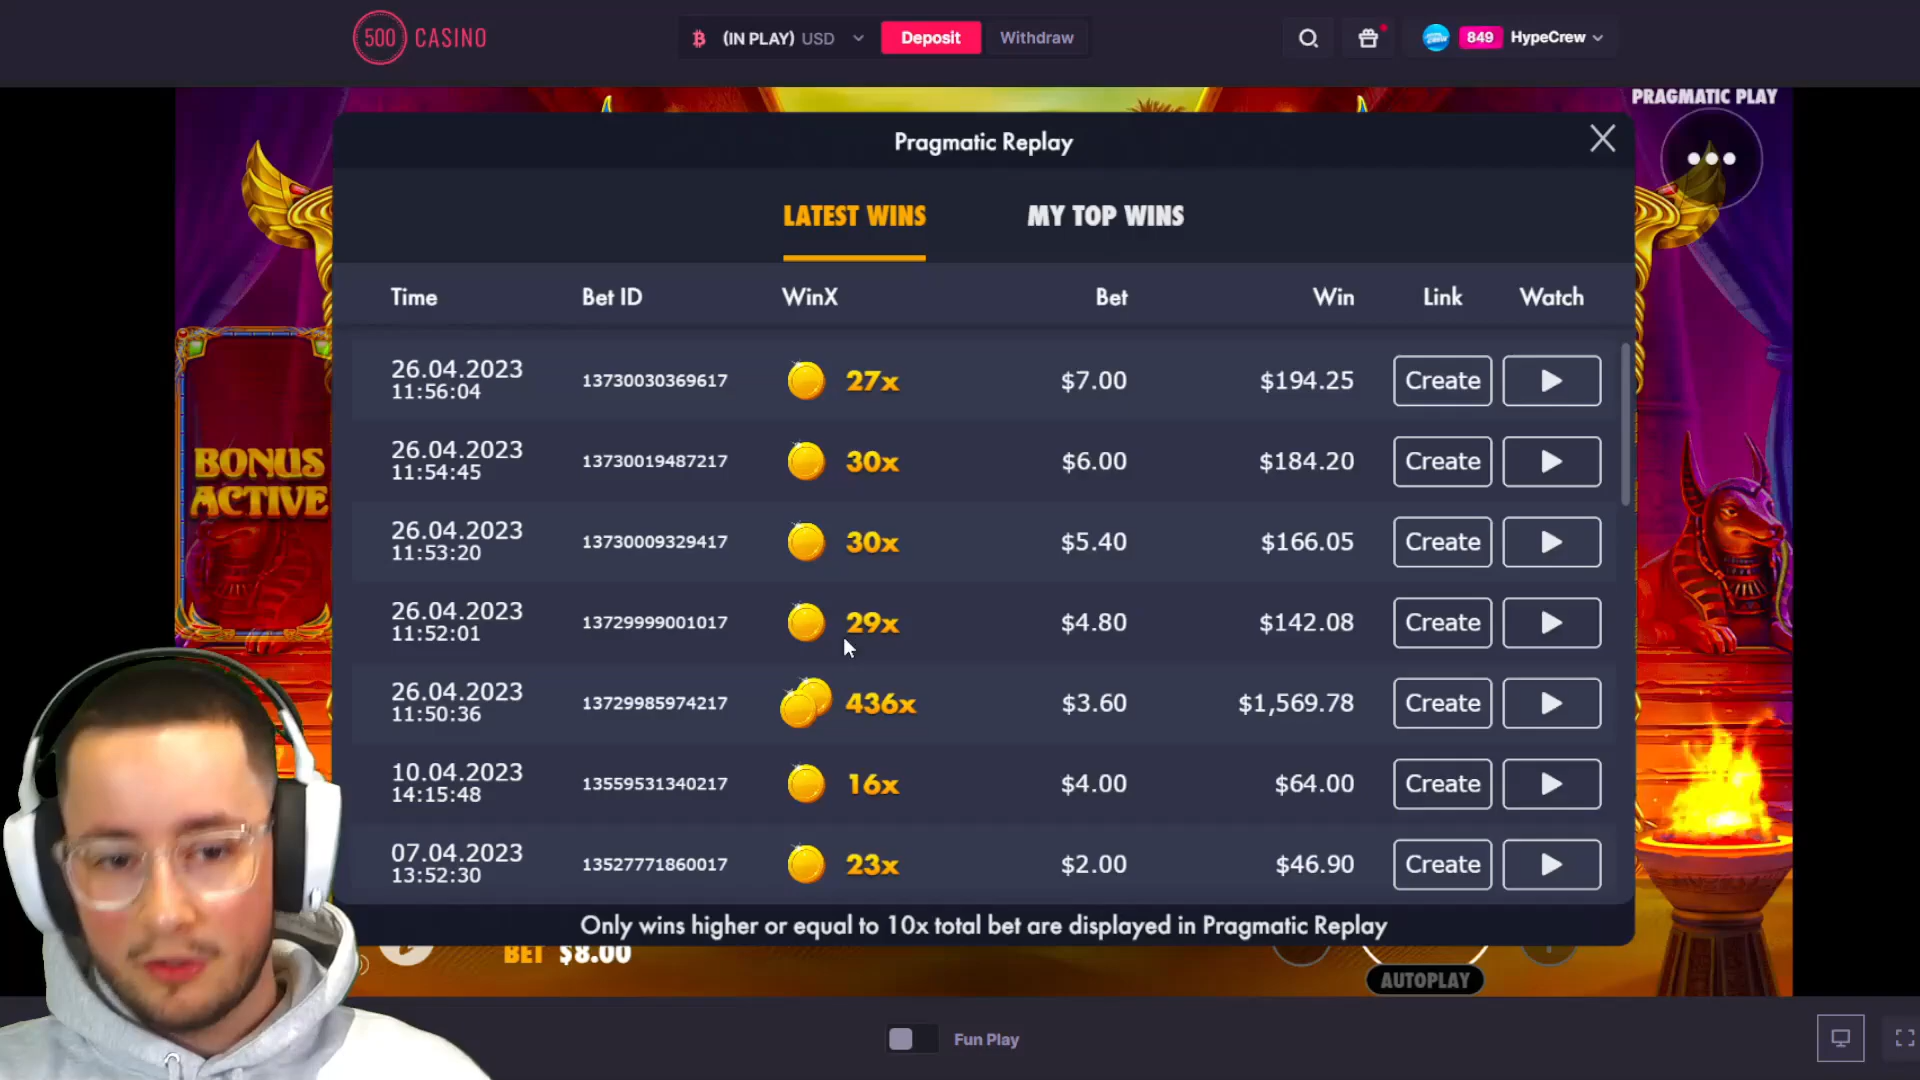 500 CASINO
(IN PLAY) USD
Deposit
Withdraw
849 HypeCrew
PRAGMATIC PLAY
Pragmatic Replay
LATEST WINS
MY TOP WINS
Time Bet ID WinX Bet Win Link Watch
26.04.2023
11:56:04
13730030369617 27x $7.00 $194.25 Create
26.04.2023
11:54:45
13730019487217 30x $6.00 $184.20 Create
26.04.2023
11:53:20
13730009329417 30x $5.40 $166.05 Create
26.04.2023
11:52:01
13729999001017 29x $4.80 $142.08 Create
26.04.2023
11:50:36
13729985974217 436x $3.60 $1,569.78 Create
10.04.2023
14:15:48
13559531340217 16x $4.00 $64.00 Create
07.04.2023
13:52:30
13527771860017 23x $2.00 $46.90 Create
Only wins higher or equal to 10x total bet are displayed in Pragmatic Replay
BONUS
ACTIVE
BET $8.00
AUTOPLAY
Fun Play